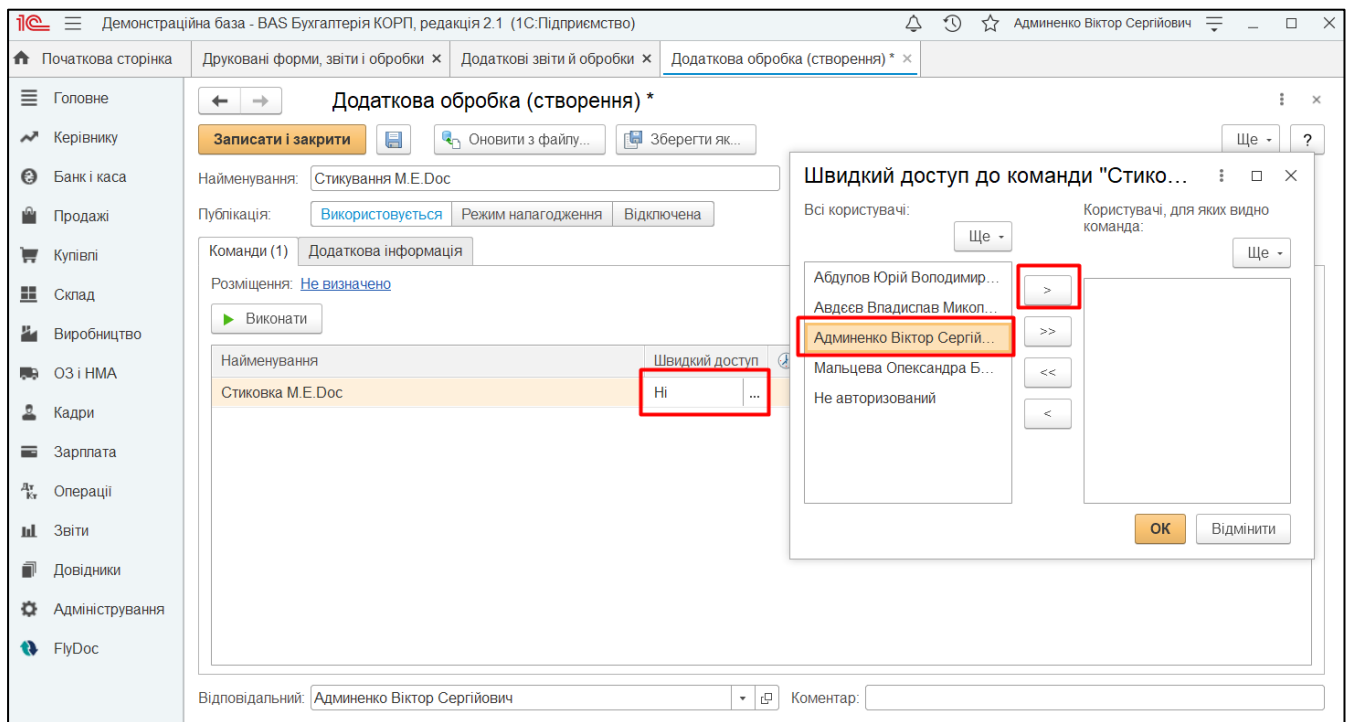 Демонстраційна база - BAS Бухгалтерія КОРП, редакція 2.1 (1С:Підприємство)
Админенко Віктор Сергійович
Початкова сторінка
Друковані форми, звіти і обробки ×
Додаткові звіти й обробки ×
Додаткова обробка (створення) * ×
Головне
Керівнику
Банк і каса
Продажі
Купівлі
Склад
Виробництво
ОЗ і НМА
Кадри
Зарплата
Операції
Звіти
Довідники
Адміністрування
FlyDoc
Додаткова обробка (створення) *
Записати і закрити
Оновити з файлу...
Зберегти як...
Ще
?
Найменування: Стикування M.E.Doc
Публікація: Використовується Режим налагодження Відключена
Команди (1) Додаткова інформація
Розміщення: Не визначено
Виконати
Найменування Швидкий доступ
Стиковка M.E.Doc Ні ...
Швидкий доступ до команди "Стико...
Всі користувачі:
Ще
Абдулов Юрій Володимир...
Авдєєв Владислав Микол...
Админенко Віктор Сергій...
Мальцева Олександра Б...
Не авторизований
>
>>
<<
<
Користувачі, для яких видно
команда:
Ще
ОК
Відмінити
Відповідальний: Админенко Віктор Сергійович
Коментар: